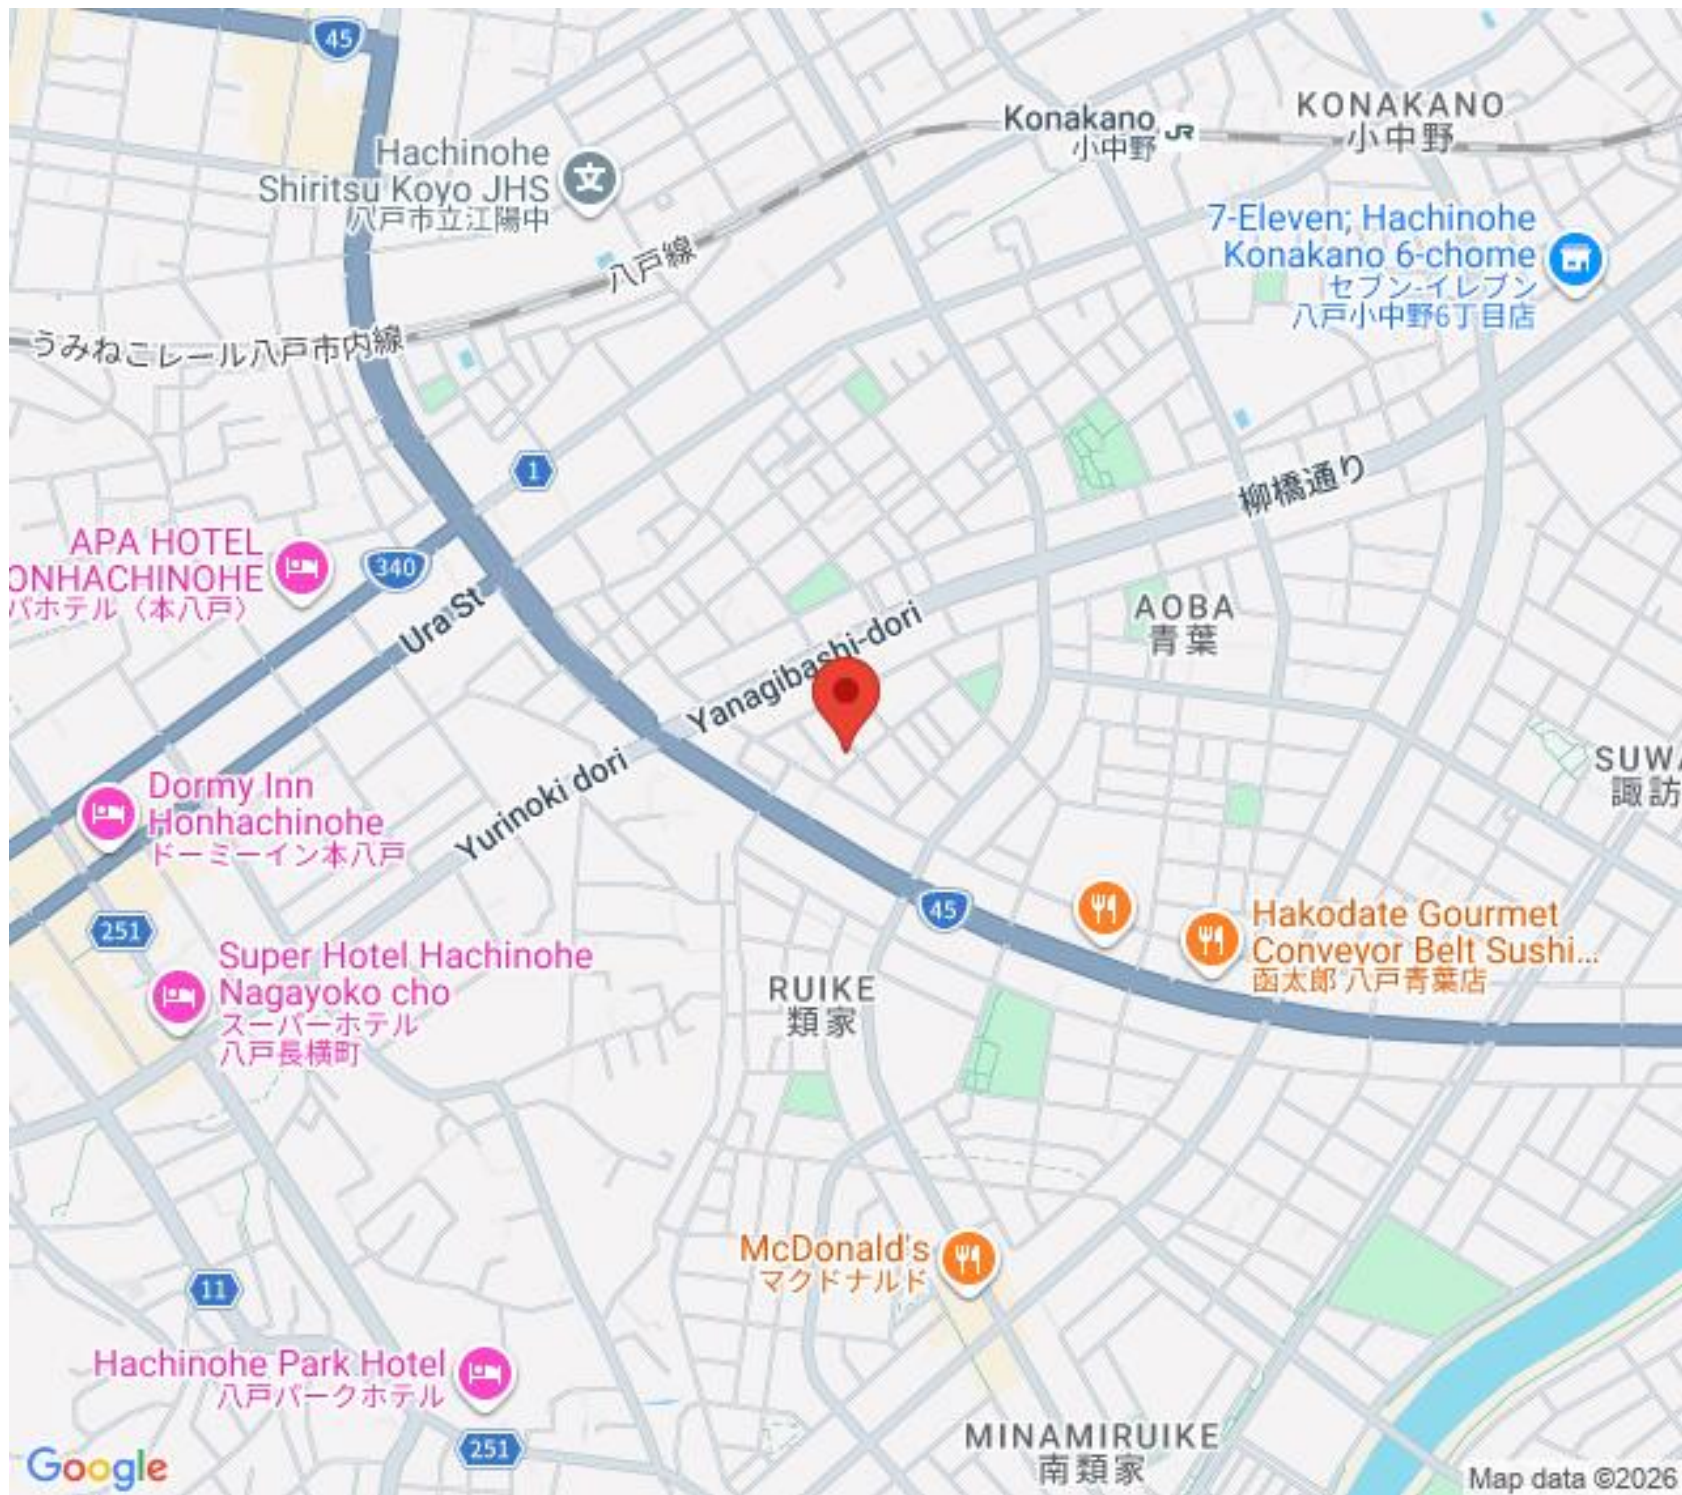 45
Konakano
小中野
KONAKANO
小中野
Hachinohe
Shiritsu Koyo JHS
八戸市立江陽中
7-Eleven; Hachinohe
Konakano 6-chome
セブン-イレブン
八戸小中野6丁目店
八戸線
うみねこレール八戸市内線
1
柳橋通り
APA HOTEL
ONHACHINOHE
パホテル〈本八戸〉
340
Ura St
AOBA
青葉
Yanagibashi-dori
Yurinoki dori
SUWA
諏訪
Dormy Inn
Honhachinohe
ドーミーイン本八戸
251
45
Hakodate Gourmet
Conveyor Belt Sushi...
函太郎 八戸青葉店
Super Hotel Hachinohe
Nagayoko cho
スーパーホテル
八戸長横町
RUIKE
類家
McDonald's
マクドナルド
11
Hachinohe Park Hotel
八戸パークホテル
251
MINAMIRUIKE
南類家
Google
Map data ©2026